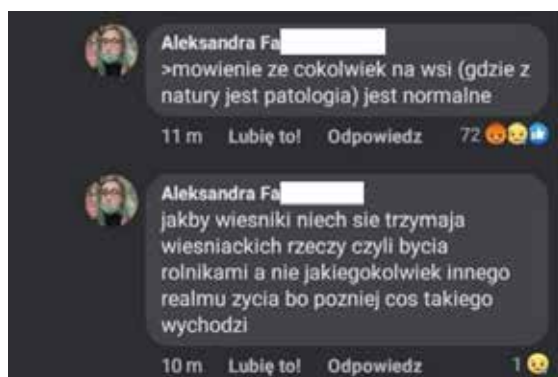 Aleksandra Fa
>mowienie ze cokolwiek na wsi (gdzie z
natury jest patologia) jest normalne
11 m Lubię to! Odpowiedz 72
Aleksandra Fa
jakby wiesniki niech sie trzymaja
wiesniackich rzeczy czyli bycia
rolnikami a nie jakiegokolwiek innego
realmu zycia bo pozniej cos takiego
wychodzi
10 m Lubię to! Odpowiedz 1